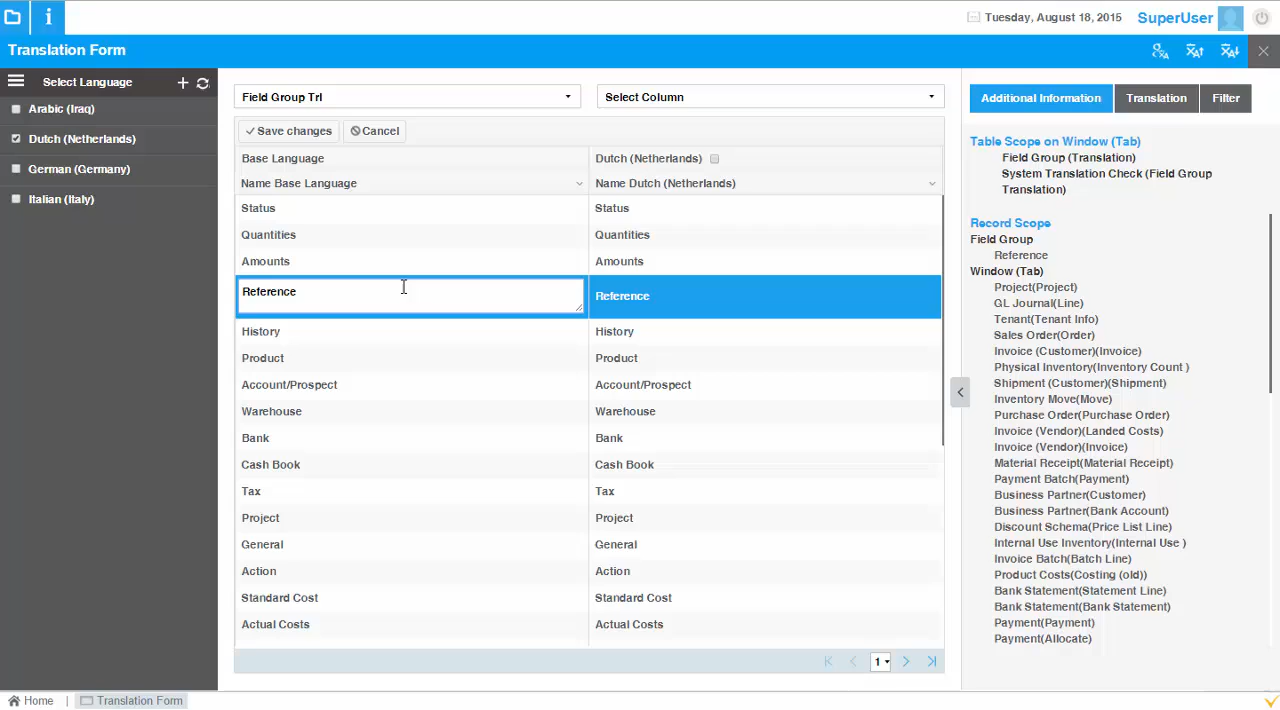 i
Tuesday, August 18, 2015 SuperUser
Translation Form
Select Language
Arabic (Iraq)
Dutch (Netherlands)
German (Germany)
Italian (Italy)
Field Group Trl
Select Column
Save changes Cancel
Base Language Dutch (Netherlands)
Name Base Language Name Dutch (Netherlands)
Status Status
Quantities Quantities
Amounts Amounts
Reference Reference
History History
Product Product
Account/Prospect Account/Prospect
Warehouse Warehouse
Bank Bank
Cash Book Cash Book
Tax Tax
Project Project
General General
Action Action
Standard Cost Standard Cost
Actual Costs Actual Costs
1
Additional Information Translation Filter
Table Scope on Window (Tab)
Field Group (Translation)
System Translation Check (Field Group
Translation)
Record Scope
Field Group
Reference
Window (Tab)
Project(Project)
GL Journal(Line)
Tenant(Tenant Info)
Sales Order(Order)
Invoice (Customer)(Invoice)
Physical Inventory(Inventory Count )
Shipment (Customer)(Shipment)
Inventory Move(Move)
Purchase Order(Purchase Order)
Invoice (Vendor)(Landed Costs)
Invoice (Vendor)(Invoice)
Material Receipt(Material Receipt)
Payment Batch(Payment)
Business Partner(Customer)
Business Partner(Bank Account)
Discount Schema(Price List Line)
Internal Use Inventory(Internal Use )
Invoice Batch(Batch Line)
Product Costs(Costing (old))
Bank Statement(Statement Line)
Bank Statement(Bank Statement)
Payment(Payment)
Payment(Allocate)
Home | Translation Form